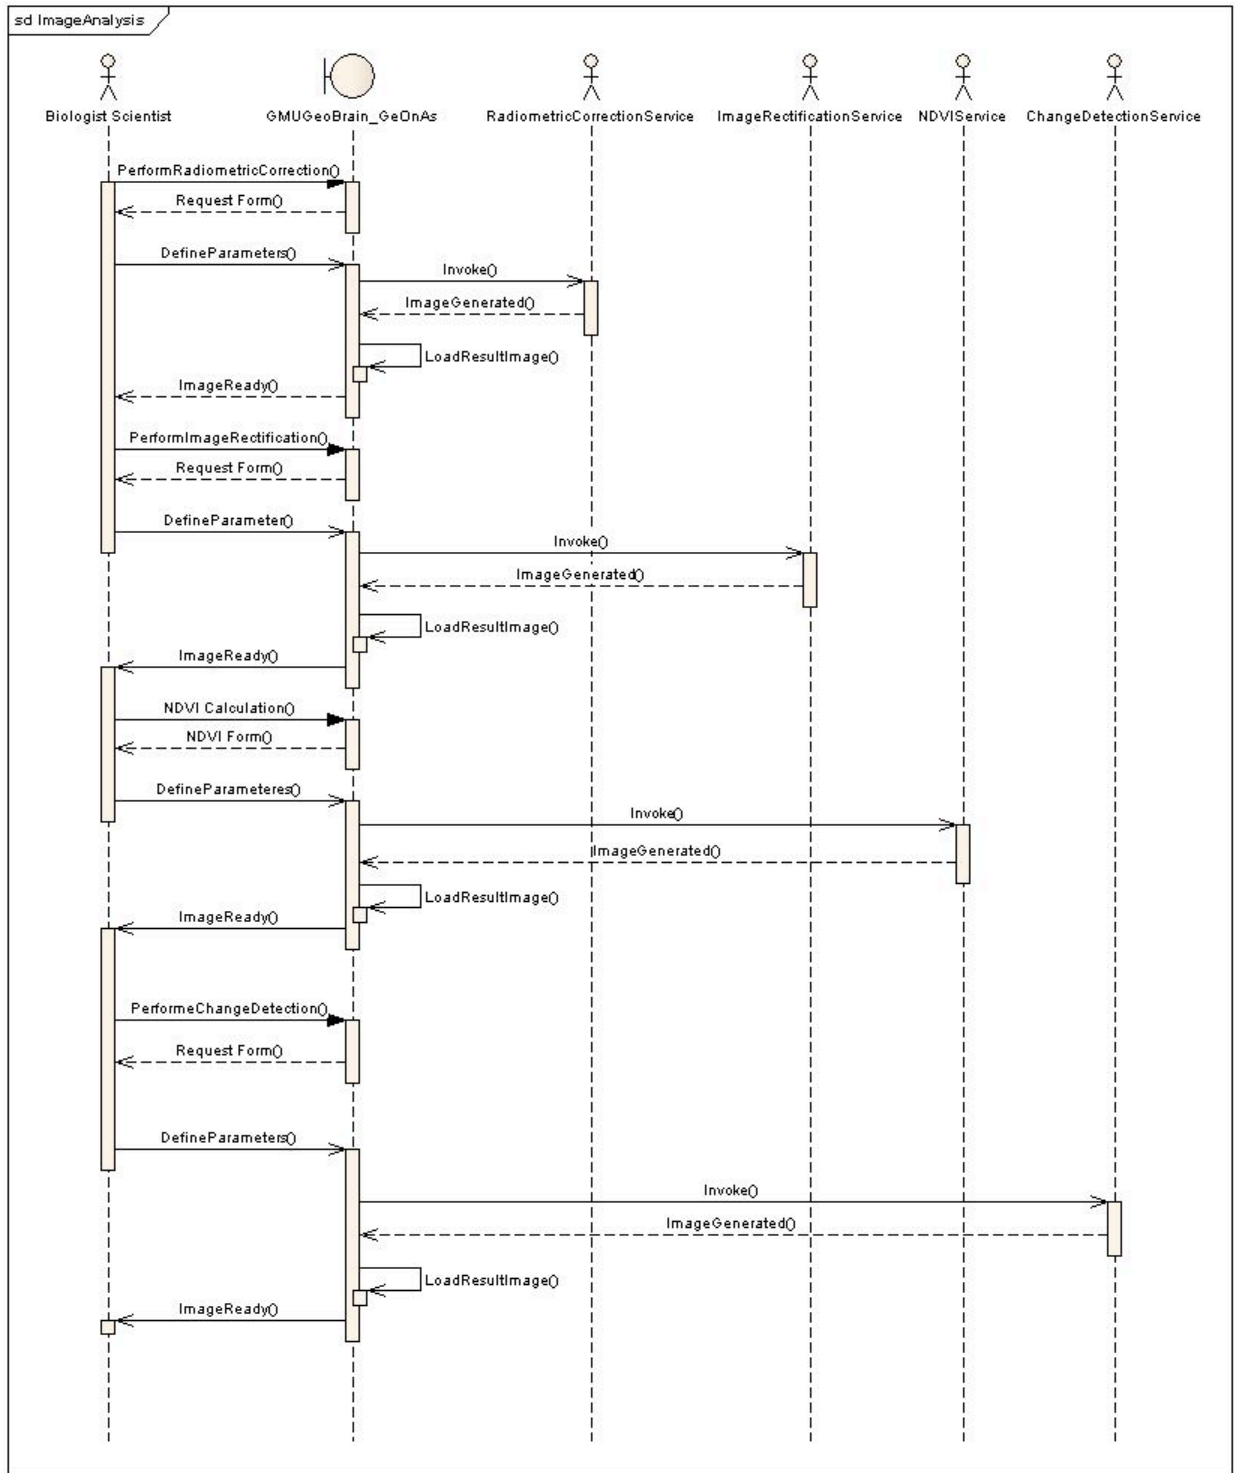 sd ImageAnalysis
Biologist Scientist
GMUGeoBrain_GeOnAs
RadiometricCorrectionService
ImageRectificationService
NDVIService
ChangeDetectionService
PerformRadiometricCorrection()
Request Form()
DefineParameters()
Invoke()
ImageGenerated()
LoadResultImage()
ImageReady()
PerformImageRectification()
Request Form()
DefineParameter()
Invoke()
ImageGenerated()
LoadResultImage()
ImageReady()
NDVI Calculation()
NDVI Form()
DefineParameteres()
Invoke()
ImageGenerated()
LoadResultImage()
ImageReady()
PerformeChangeDetection()
Request Form()
DefineParameters()
Invoke()
ImageGenerated()
LoadResultImage()
ImageReady()